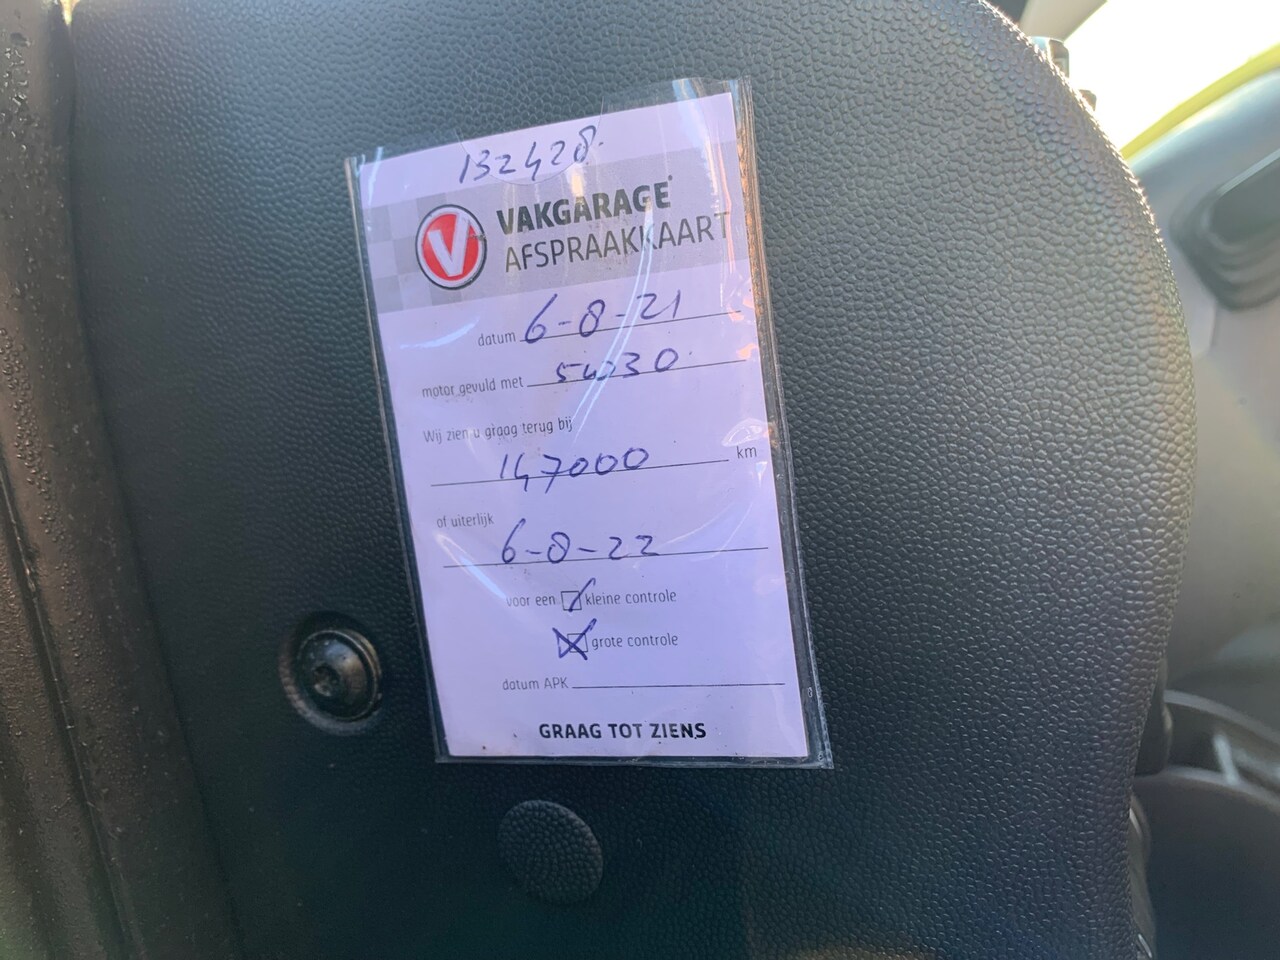 132428.
V VAKGARAGE
AFSPRAAKKAART
datum 6-8-21
motor gevuld met 5w30
Wij zien u graag terug bij
147000 km
of uiterlijk
6-8-22
voor een kleine controle
grote controle
datum APK
GRAAG TOT ZIENS